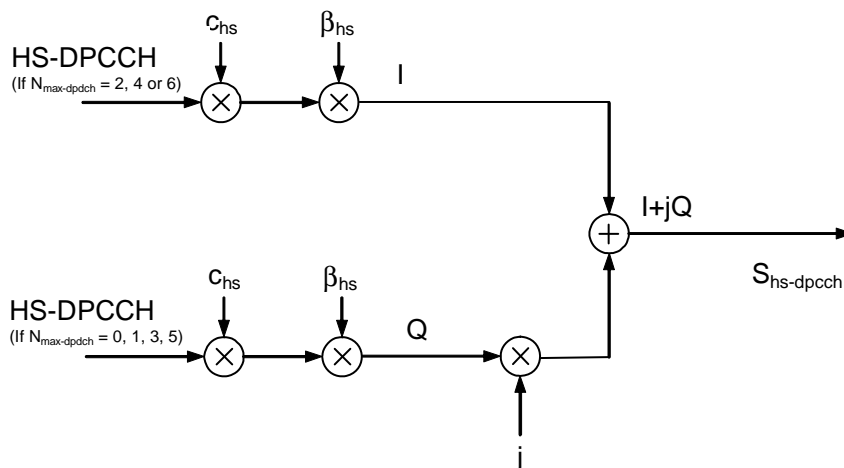 c_hs β_hs
HS-DPCCH
(If N_max-dpdch = 2, 4 or 6)
I
I+jQ
S_hs-dpcch
c_hs β_hs
HS-DPCCH
(If N_max-dpdch = 0, 1, 3, 5)
Q
j